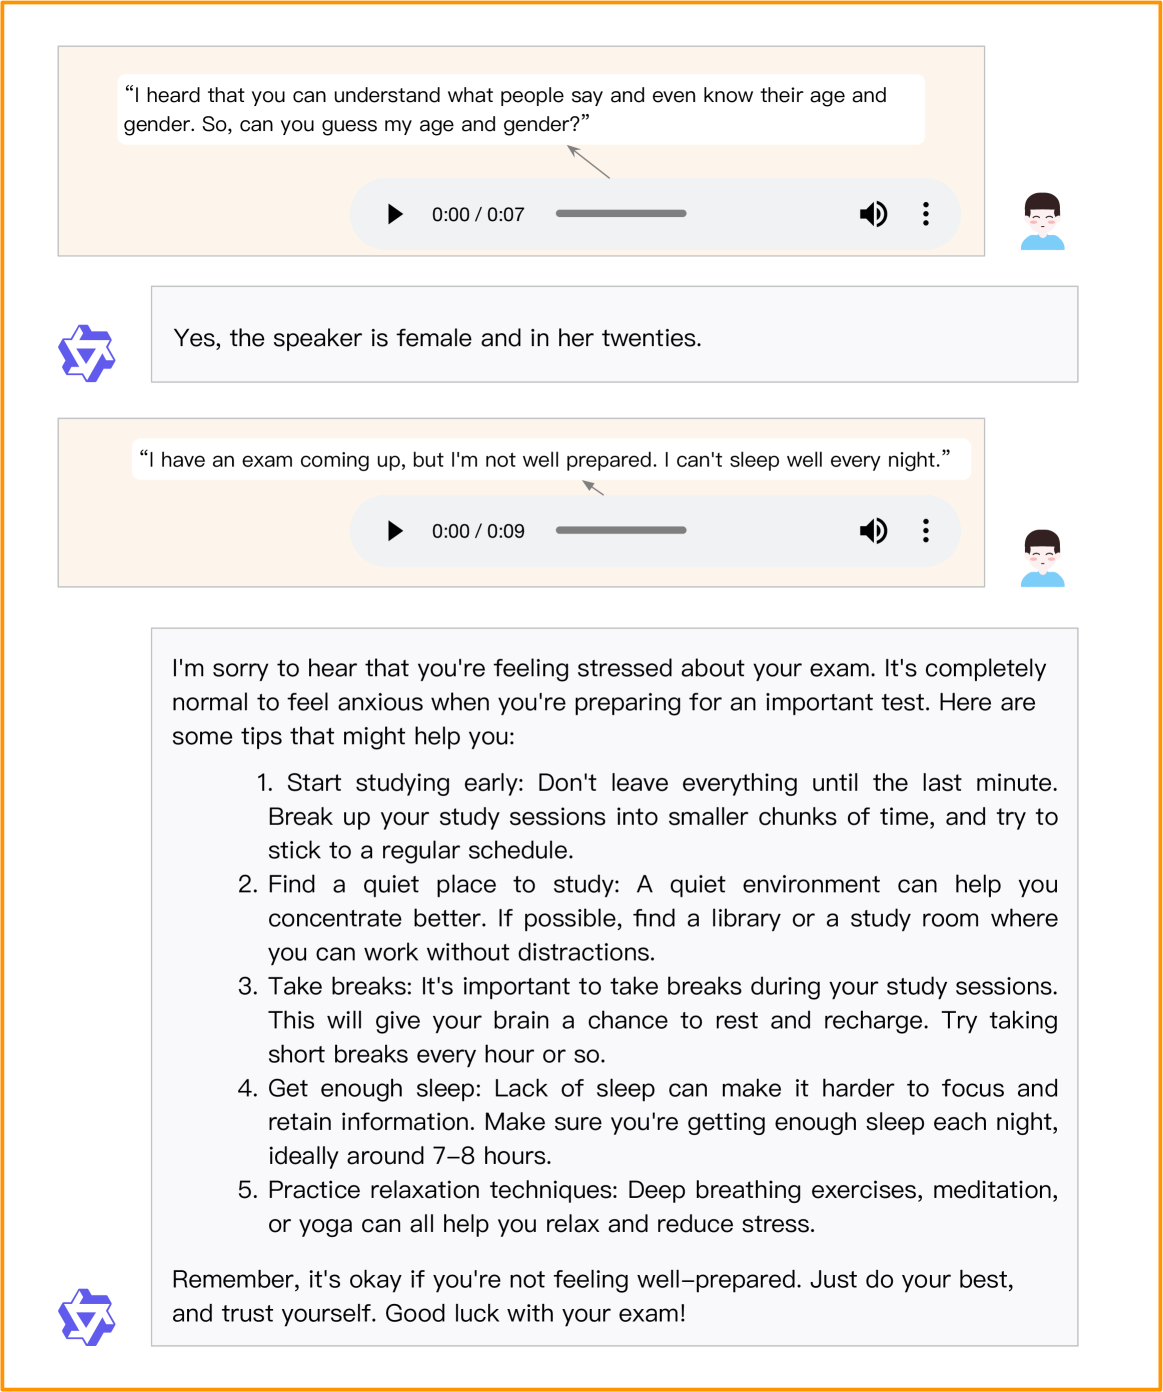 “I heard that you can understand what people say and even know their age and
gender. So, can you guess my age and gender?”
0:00 / 0:07
Yes, the speaker is female and in her twenties.
“I have an exam coming up, but I'm not well prepared. I can't sleep well every night.”
0:00 / 0:09
I'm sorry to hear that you're feeling stressed about your exam. It's completely
normal to feel anxious when you're preparing for an important test. Here are
some tips that might help you:
1. Start studying early: Don't leave everything until the last minute.
Break up your study sessions into smaller chunks of time, and try to
stick to a regular schedule.
2. Find a quiet place to study: A quiet environment can help you
concentrate better. If possible, find a library or a study room where
you can work without distractions.
3. Take breaks: It's important to take breaks during your study sessions.
This will give your brain a chance to rest and recharge. Try taking
short breaks every hour or so.
4. Get enough sleep: Lack of sleep can make it harder to focus and
retain information. Make sure you're getting enough sleep each night,
ideally around 7–8 hours.
5. Practice relaxation techniques: Deep breathing exercises, meditation,
or yoga can all help you relax and reduce stress.
Remember, it's okay if you're not feeling well–prepared. Just do your best,
and trust yourself. Good luck with your exam!